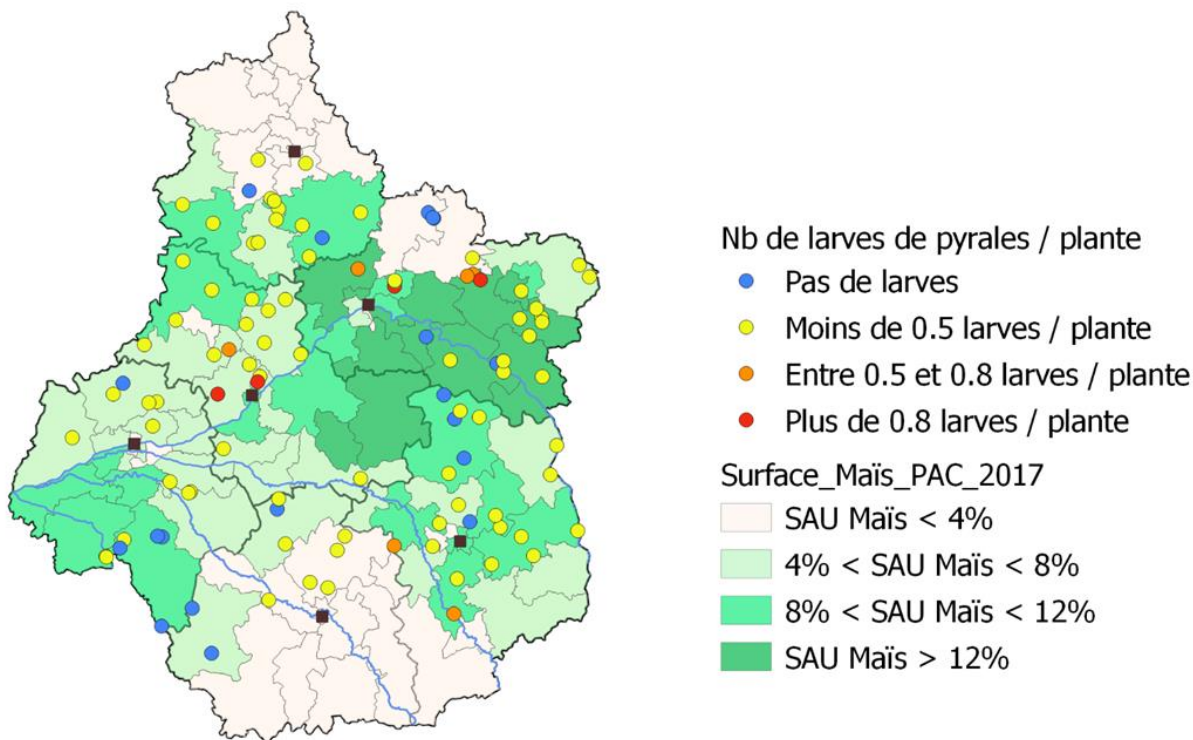 Nb de larves de pyrales / plante
Pas de larves
Moins de 0.5 larves / plante
Entre 0.5 et 0.8 larves / plante
Plus de 0.8 larves / plante
Surface_Maïs_PAC_2017
SAU Maïs < 4%
4% < SAU Maïs < 8%
8% < SAU Maïs < 12%
SAU Maïs > 12%